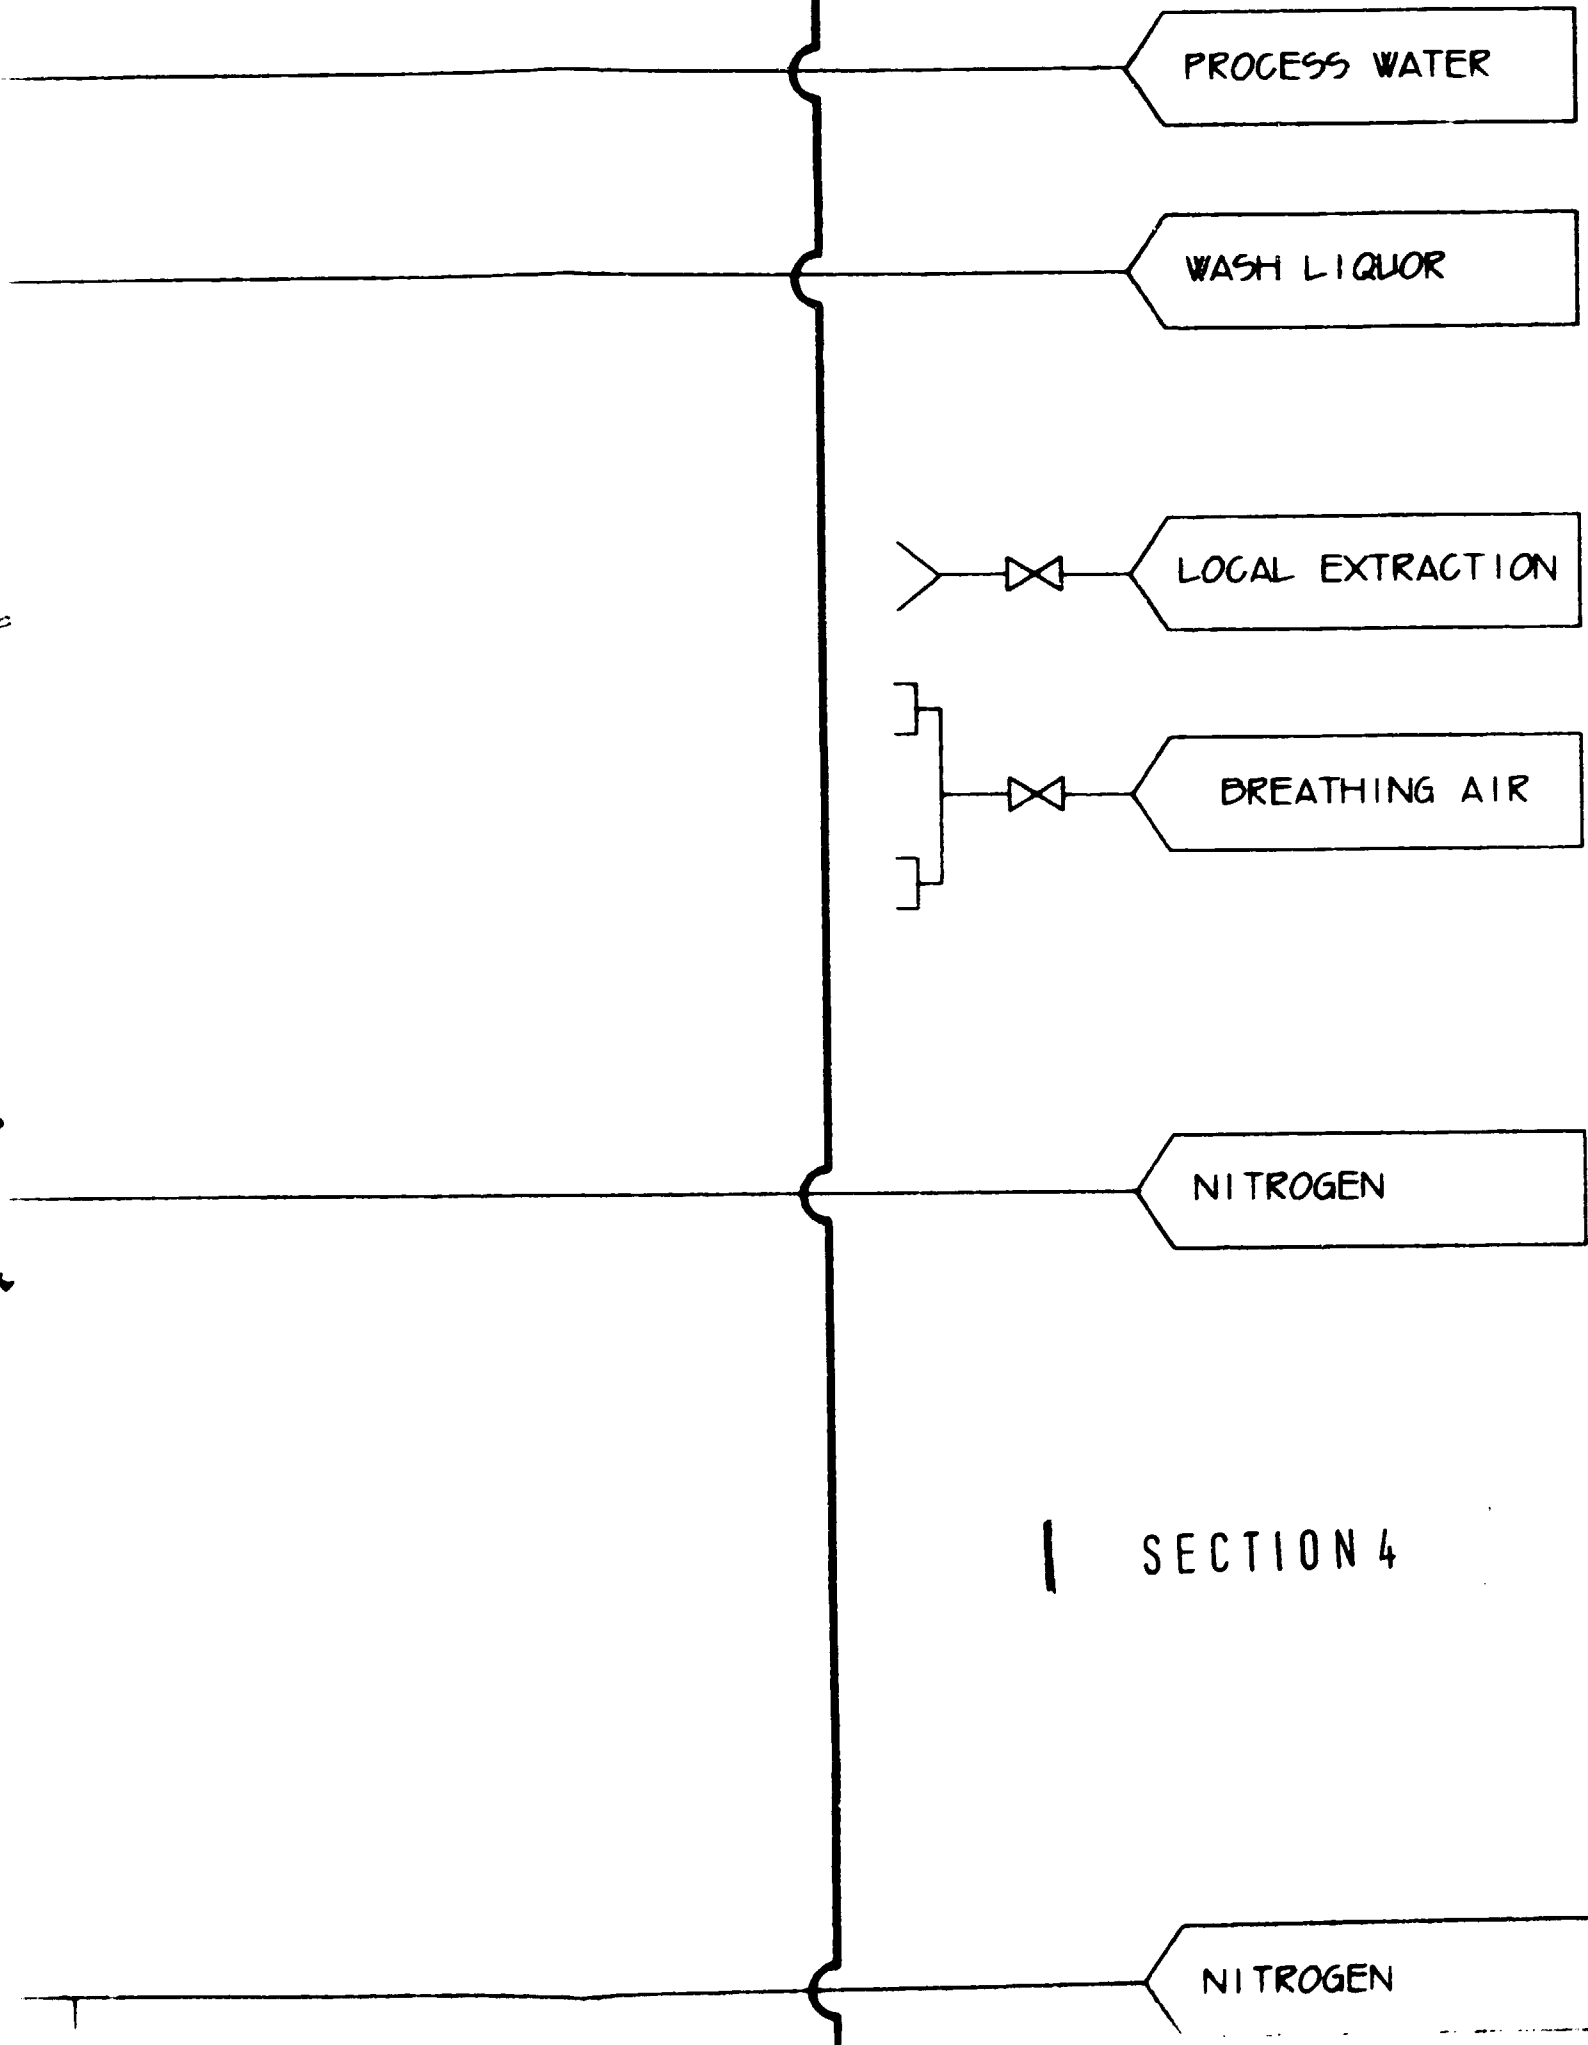 PROCESS WATER
WASH LIQUOR
LOCAL EXTRACTION
BREATHING AIR
NITROGEN
SECTION 4
NITROGEN